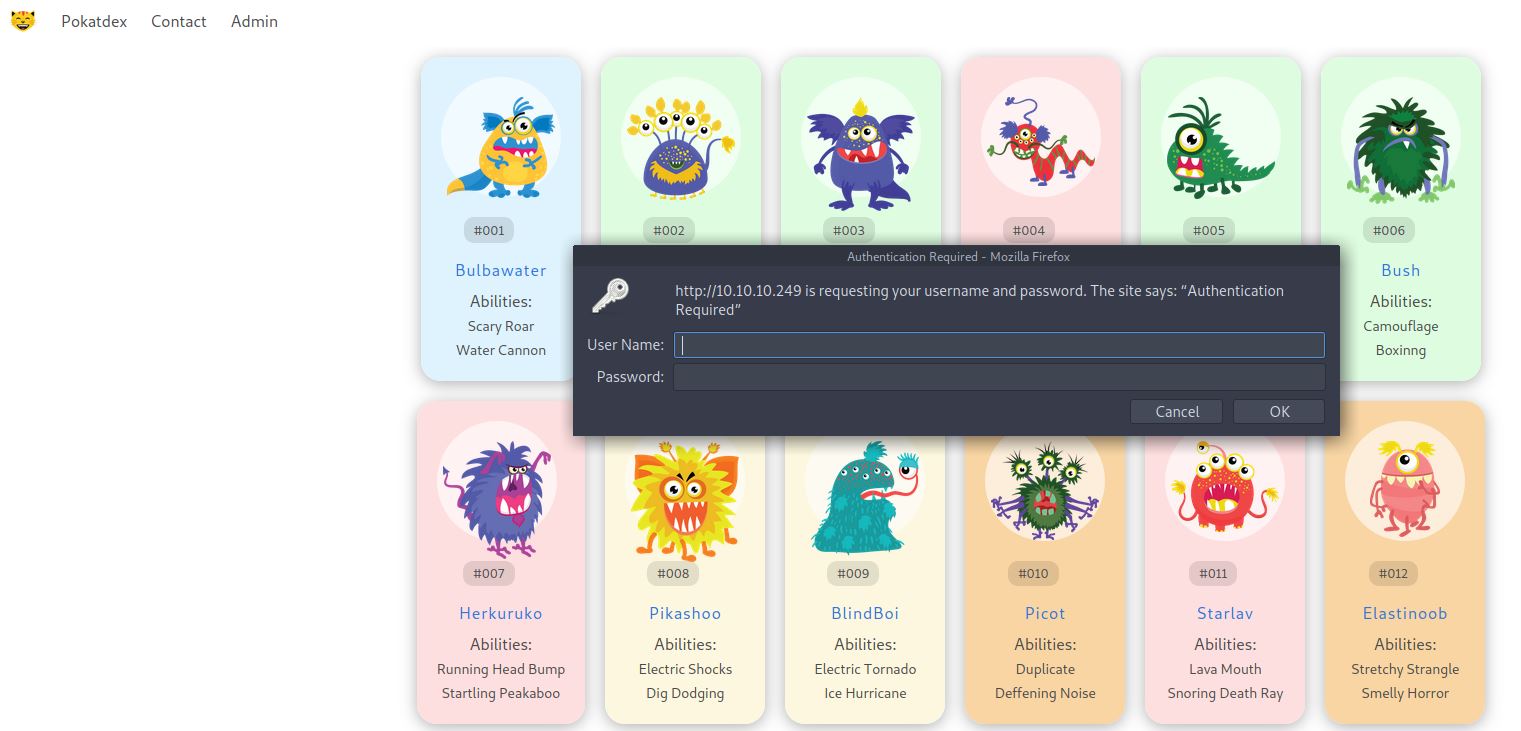 Pokatdex Contact Admin
#001 #002 #003 #004 #005 #006
Authentication Required - Mozilla Firefox
http://10.10.10.249 is requesting your username and password. The site says: “Authentication
Required”
User Name:
Password:
Cancel OK
Bulbawater
Abilities:
Scary Roar
Water Cannon
Bush
Abilities:
Camouflage
Boxinng
#007 #008 #009 #010 #011 #012
Herkuruko Pikashoo BlindBoi Picot Starlav Elastinoob
Abilities: Abilities: Abilities: Abilities: Abilities: Abilities:
Running Head Bump Electric Shocks Electric Tornado Duplicate Lava Mouth Stretchy Strangle
Startling Peakaboo Dig Dodging Ice Hurricane Deffening Noise Snoring Death Ray Smelly Horror